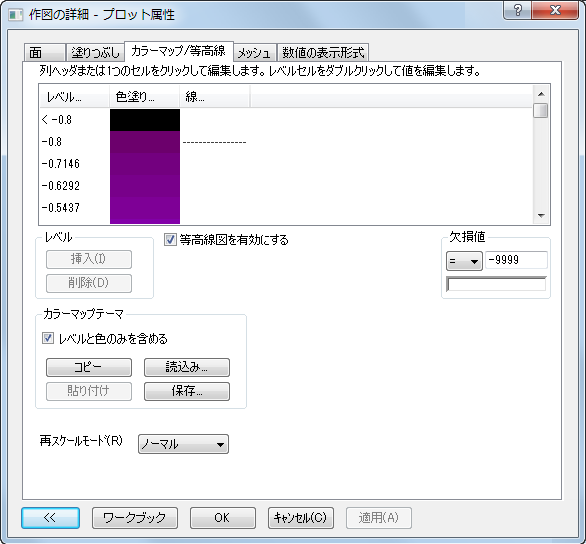 作図の詳細 - プロット属性
面 塗りつぶし カラーマップ/等高線 メッシュ 数値の表示形式
列ヘッダまたは1つのセルをクリックして編集します。レベルセルをダブルクリックして値を編集します。
レベル... 色塗り... 線...
< -0.8
-0.8
-0.7146
-0.6292
-0.5437
レベル
等高線図を有効にする
欠損値
挿入(I)
= -9999
削除(D)
カラーマップテーマ
レベルと色のみを含める
コピー 読込み...
貼り付け 保存...
再スケールモード(R) ノーマル
<< ワークブック OK キャンセル(C) 適用(A)